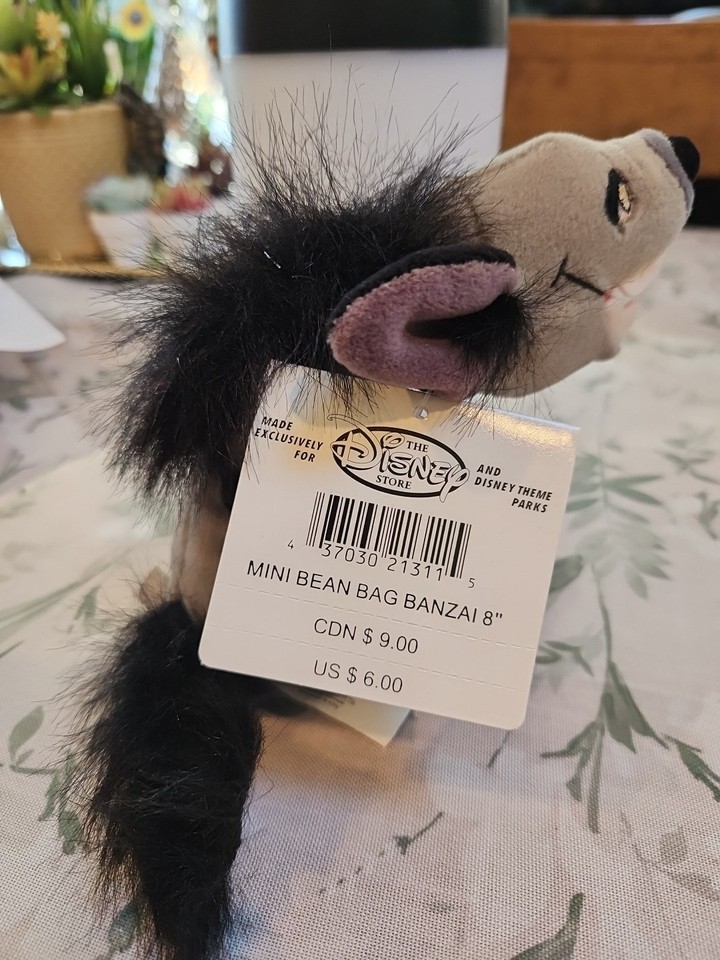 MADE
EXCLUSIVELY
FOR
THE
Disney
STORE
AND
DISNEY THEME
PARKS
4 37030 21311 5
MINI BEAN BAG BANZAI 8"
CDN $ 9.00
US $ 6.00